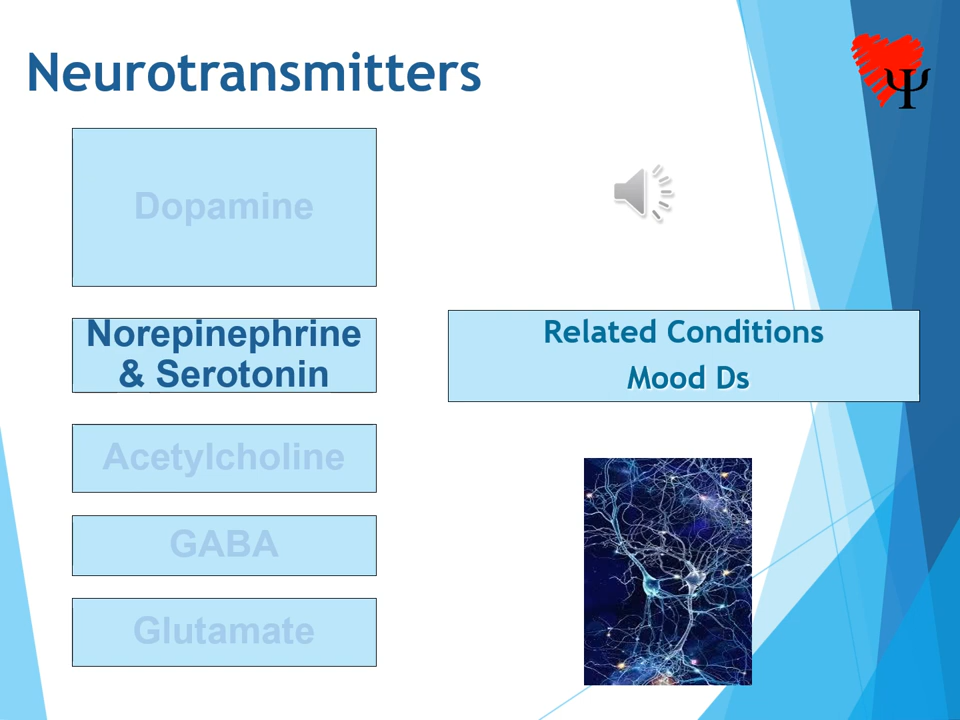 Neurotransmitters
Ψ
Dopamine
Norepinephrine
& Serotonin
Related Conditions
Mood Ds
Acetylcholine
GABA
Glutamate